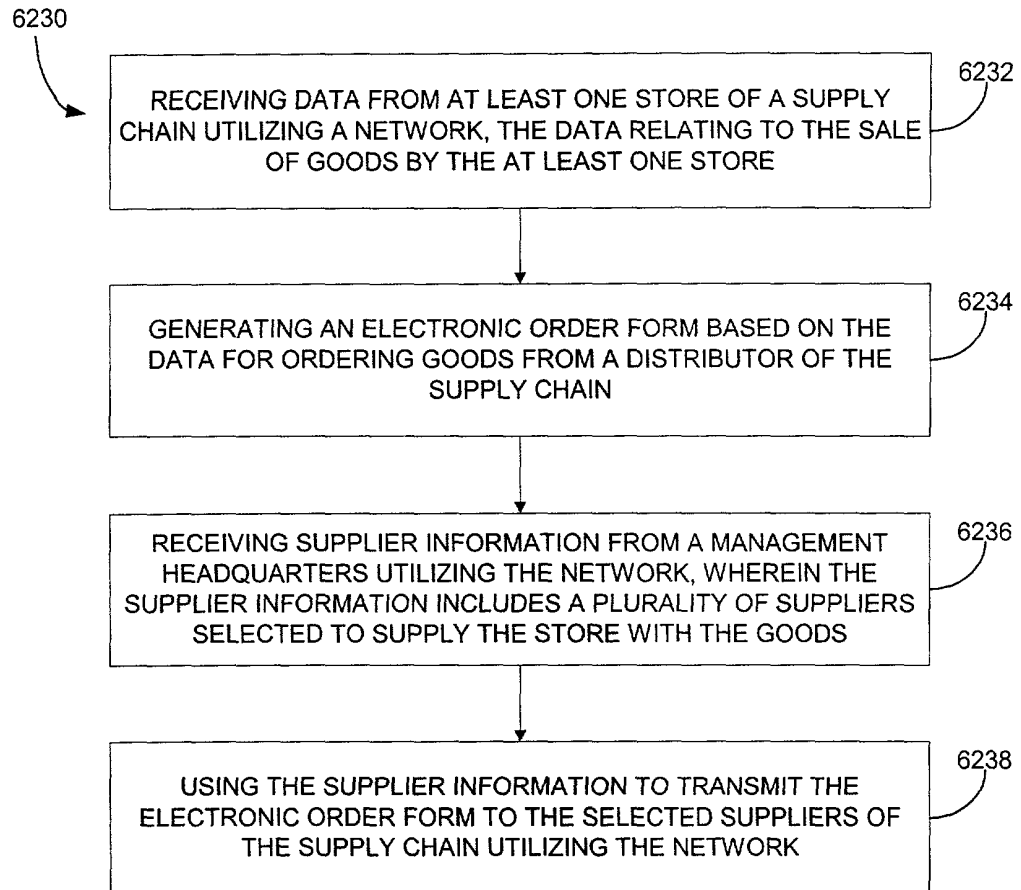 6230
6232
RECEIVING DATA FROM AT LEAST ONE STORE OF A SUPPLY
CHAIN UTILIZING A NETWORK, THE DATA RELATING TO THE SALE
OF GOODS BY THE AT LEAST ONE STORE
6234
GENERATING AN ELECTRONIC ORDER FORM BASED ON THE
DATA FOR ORDERING GOODS FROM A DISTRIBUTOR OF THE
SUPPLY CHAIN
6236
RECEIVING SUPPLIER INFORMATION FROM A MANAGEMENT
HEADQUARTERS UTILIZING THE NETWORK, WHEREIN THE
SUPPLIER INFORMATION INCLUDES A PLURALITY OF SUPPLIERS
SELECTED TO SUPPLY THE STORE WITH THE GOODS
6238
USING THE SUPPLIER INFORMATION TO TRANSMIT THE
ELECTRONIC ORDER FORM TO THE SELECTED SUPPLIERS OF
THE SUPPLY CHAIN UTILIZING THE NETWORK